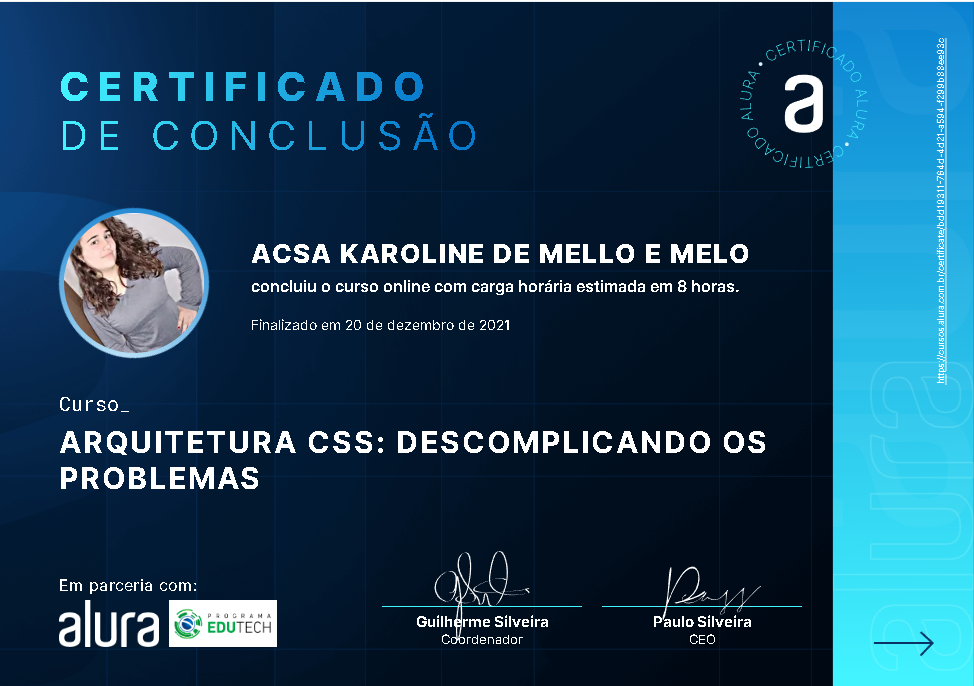 CERTIFICADO
DE CONCLUSÃO
CERTIFICADO ALURA • CERTIFICADO ALURA •
a
ACSA KAROLINE DE MELLO E MELO
concluiu o curso online com carga horária estimada em 8 horas.
Finalizado em 20 de dezembro de 2021
Curso_
ARQUITETURA CSS: DESCOMPLICANDO OS
PROBLEMAS
Em parceria com:
alura
PROGRAMA
EDUTECH
Guilherme Silveira
Coordenador
Paulo Silveira
CEO
alura